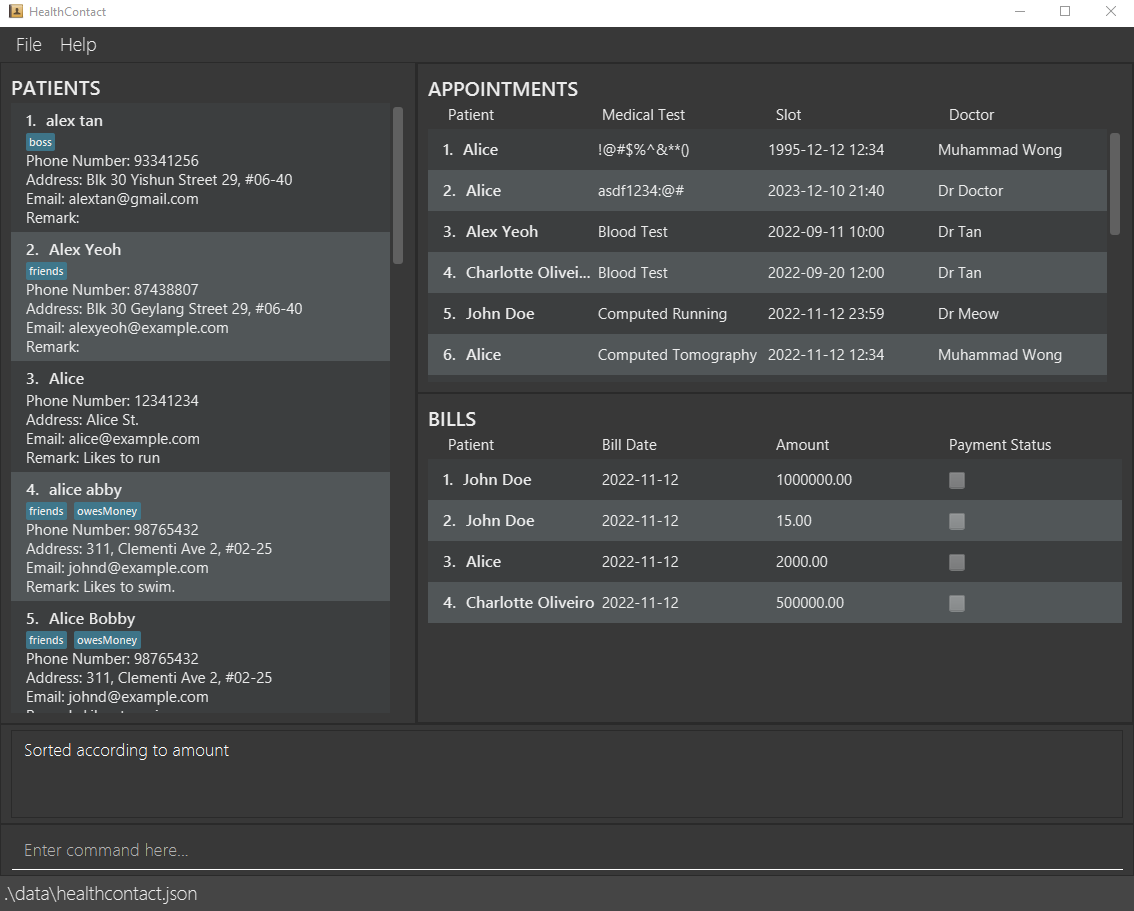 HealthContact
File Help
PATIENTS
1. alex tan
boss
Phone Number: 93341256
Address: Blk 30 Yishun Street 29, #06-40
Email: alextan@gmail.com
Remark:
2. Alex Yeoh
friends
Phone Number: 87438807
Address: Blk 30 Geylang Street 29, #06-40
Email: alexyeoh@example.com
Remark:
3. Alice
Phone Number: 12341234
Address: Alice St.
Email: alice@example.com
Remark: Likes to run
4. alice abby
friends owesMoney
Phone Number: 98765432
Address: 311, Clementi Ave 2, #02-25
Email: johnd@example.com
Remark: Likes to swim.
5. Alice Bobby
friends owesMoney
Phone Number: 98765432
Address: 311, Clementi Ave 2, #02-25
Email: johnd@example.com
APPOINTMENTS
Patient Medical Test Slot Doctor
1. Alice !@#$%^&**() 1995-12-12 12:34 Muhammad Wong
2. Alice asdf1234:@# 2023-12-10 21:40 Dr Doctor
3. Alex Yeoh Blood Test 2022-09-11 10:00 Dr Tan
4. Charlotte Olivei... Blood Test 2022-09-20 12:00 Dr Tan
5. John Doe Computed Running 2022-11-12 23:59 Dr Meow
6. Alice Computed Tomography 2022-11-12 12:34 Muhammad Wong
BILLS
Patient Bill Date Amount Payment Status
1. John Doe 2022-11-12 1000000.00
2. John Doe 2022-11-12 15.00
3. Alice 2022-11-12 2000.00
4. Charlotte Oliveiro 2022-11-12 500000.00
Sorted according to amount
Enter command here...
.\data\healthcontact.json